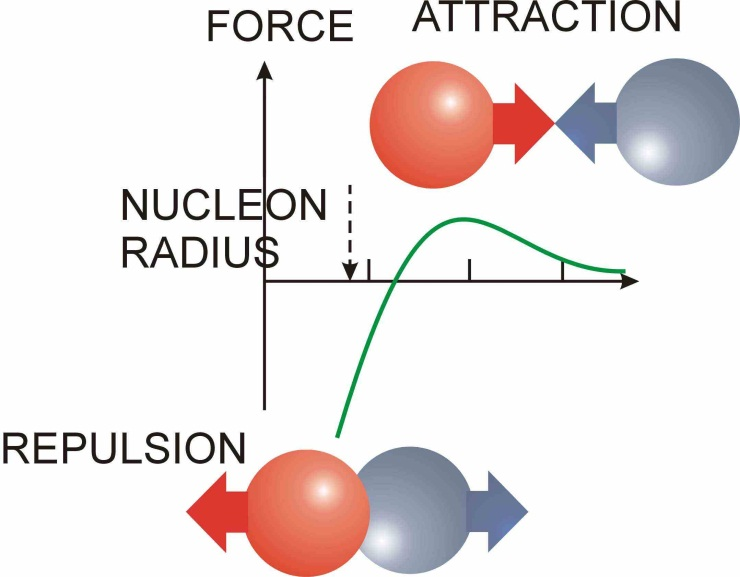 FORCE
ATTRACTION
NUCLEON
RADIUS
REPULSION